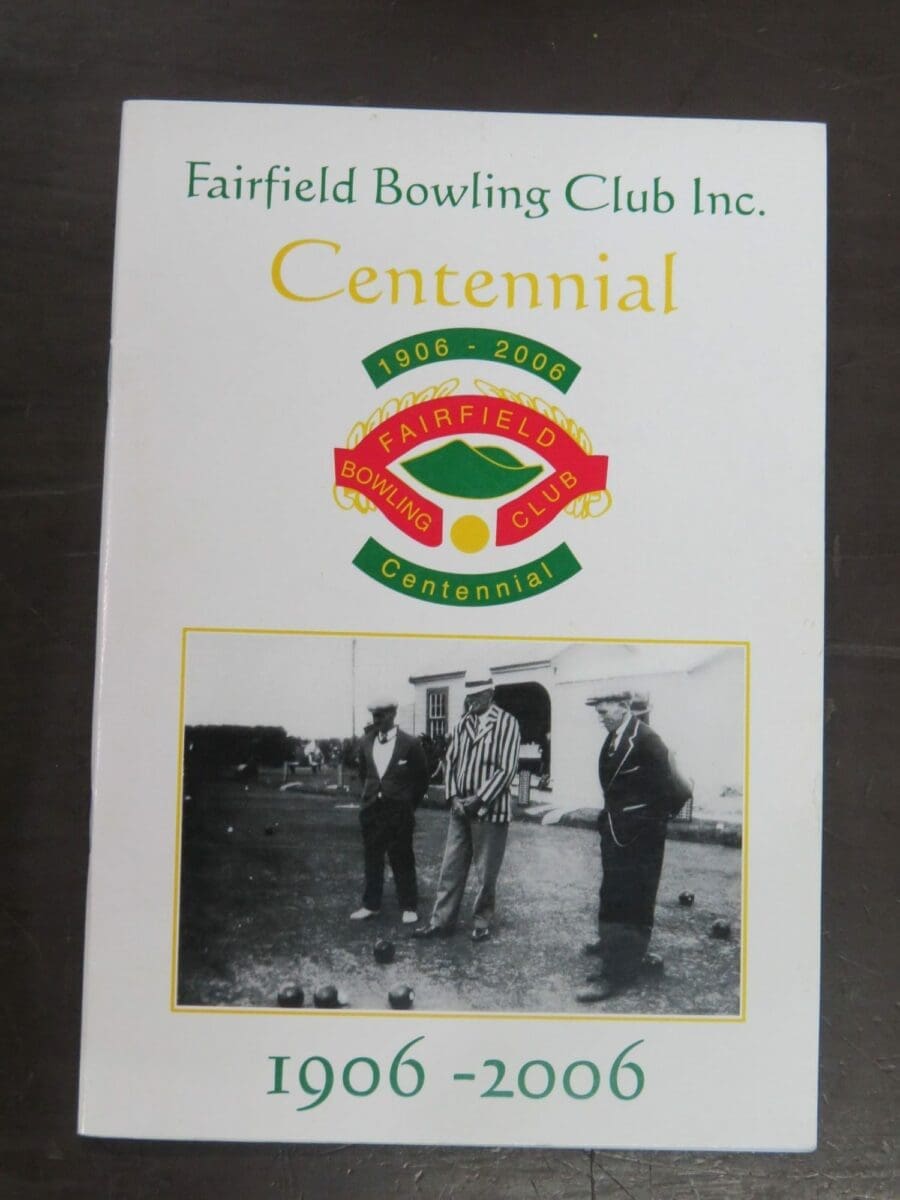 Fairfield Bowling Club Inc.
Centennial
1906 - 2006
FAIRFIELD
BOWLING CLUB
Centennial
1906 -2006